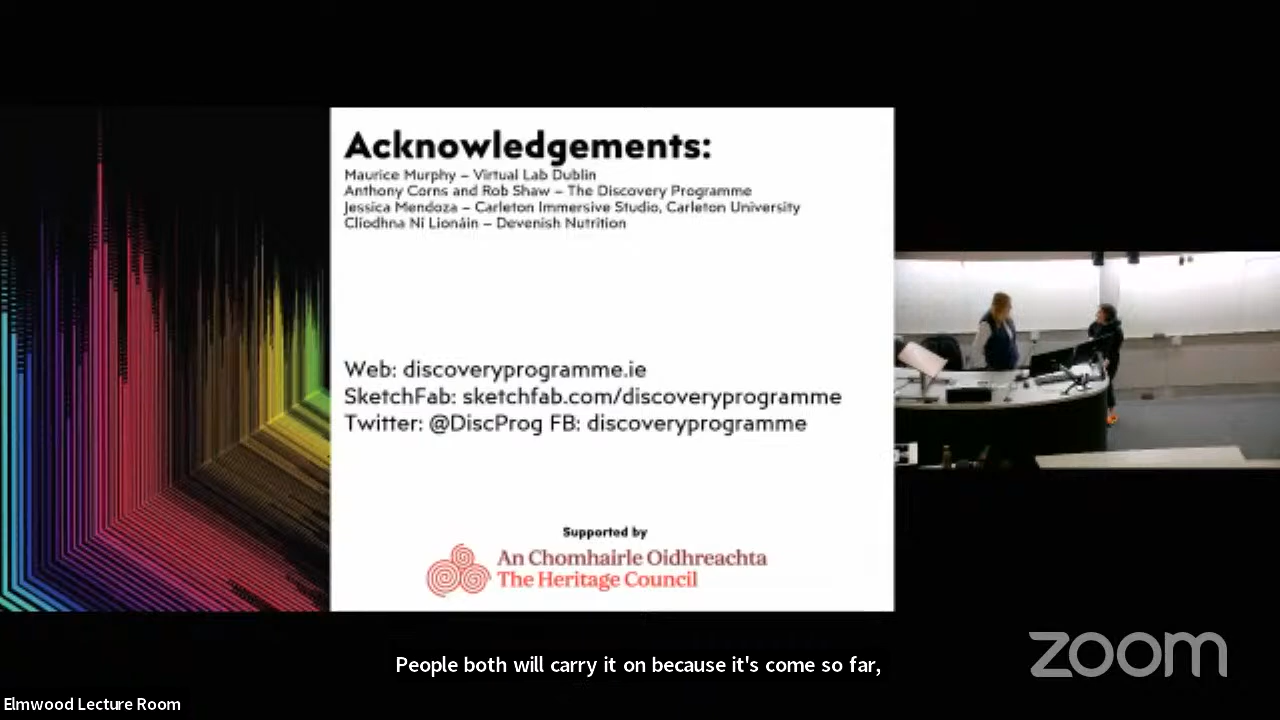 Acknowledgements:
Maurice Murphy – Virtual Lab Dublin
Anthony Corns and Rob Shaw – The Discovery Programme
Jessica Mendoza – Carleton Immersive Studio, Carleton University
Clíodhna Ní Lionáin – Devenish Nutrition
Web: discoveryprogramme.ie
SketchFab: sketchfab.com/discoveryprogramme
Twitter: @DiscProg FB: discoveryprogramme
Supported by
An Chomhairle Oidhreachta
The Heritage Council
People both will carry it on because it's come so far,
zoom
Elmwood Lecture Room